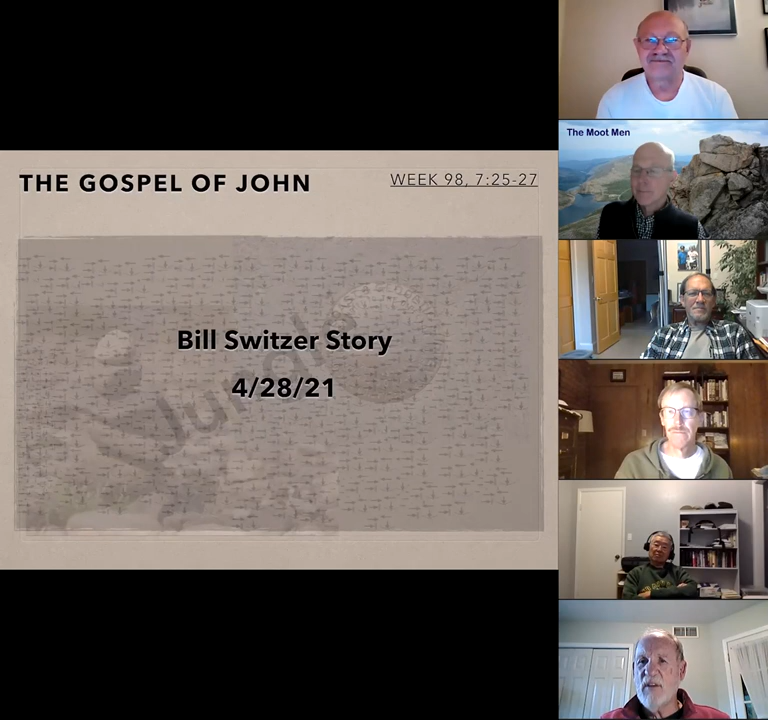 THE GOSPEL OF JOHN
WEEK 98, 7:25-27
Bill Switzer Story
4/28/21
The Moot Men